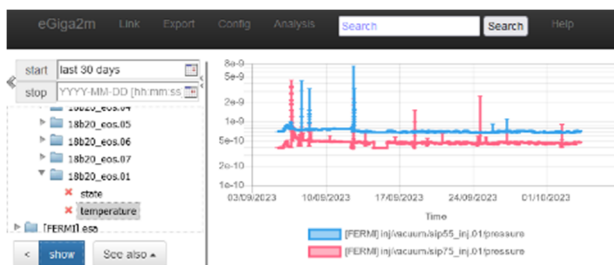 eGiga2m Link Export Config Analysis Search Search Help
start last 30 days
stop YYYY-MM-DD [hh:mm:ss
18b20_eos.04
18b20_eos.05
18b20_eos.06
18b20_eos.07
18b20_eos.01
state
temperature
[FERMI] esa
< show See also
8e-9
5e-9
2e-9
1e-9
5e-10
2e-10
1e-10
03/09/2023 10/09/2023 17/09/2023 24/09/2023 01/10/2023
Time
[FERMI] inj/vacuum/sip55_inj.01/pressure
[FERMI] inj/vacuum/sip75_inj.01/pressure